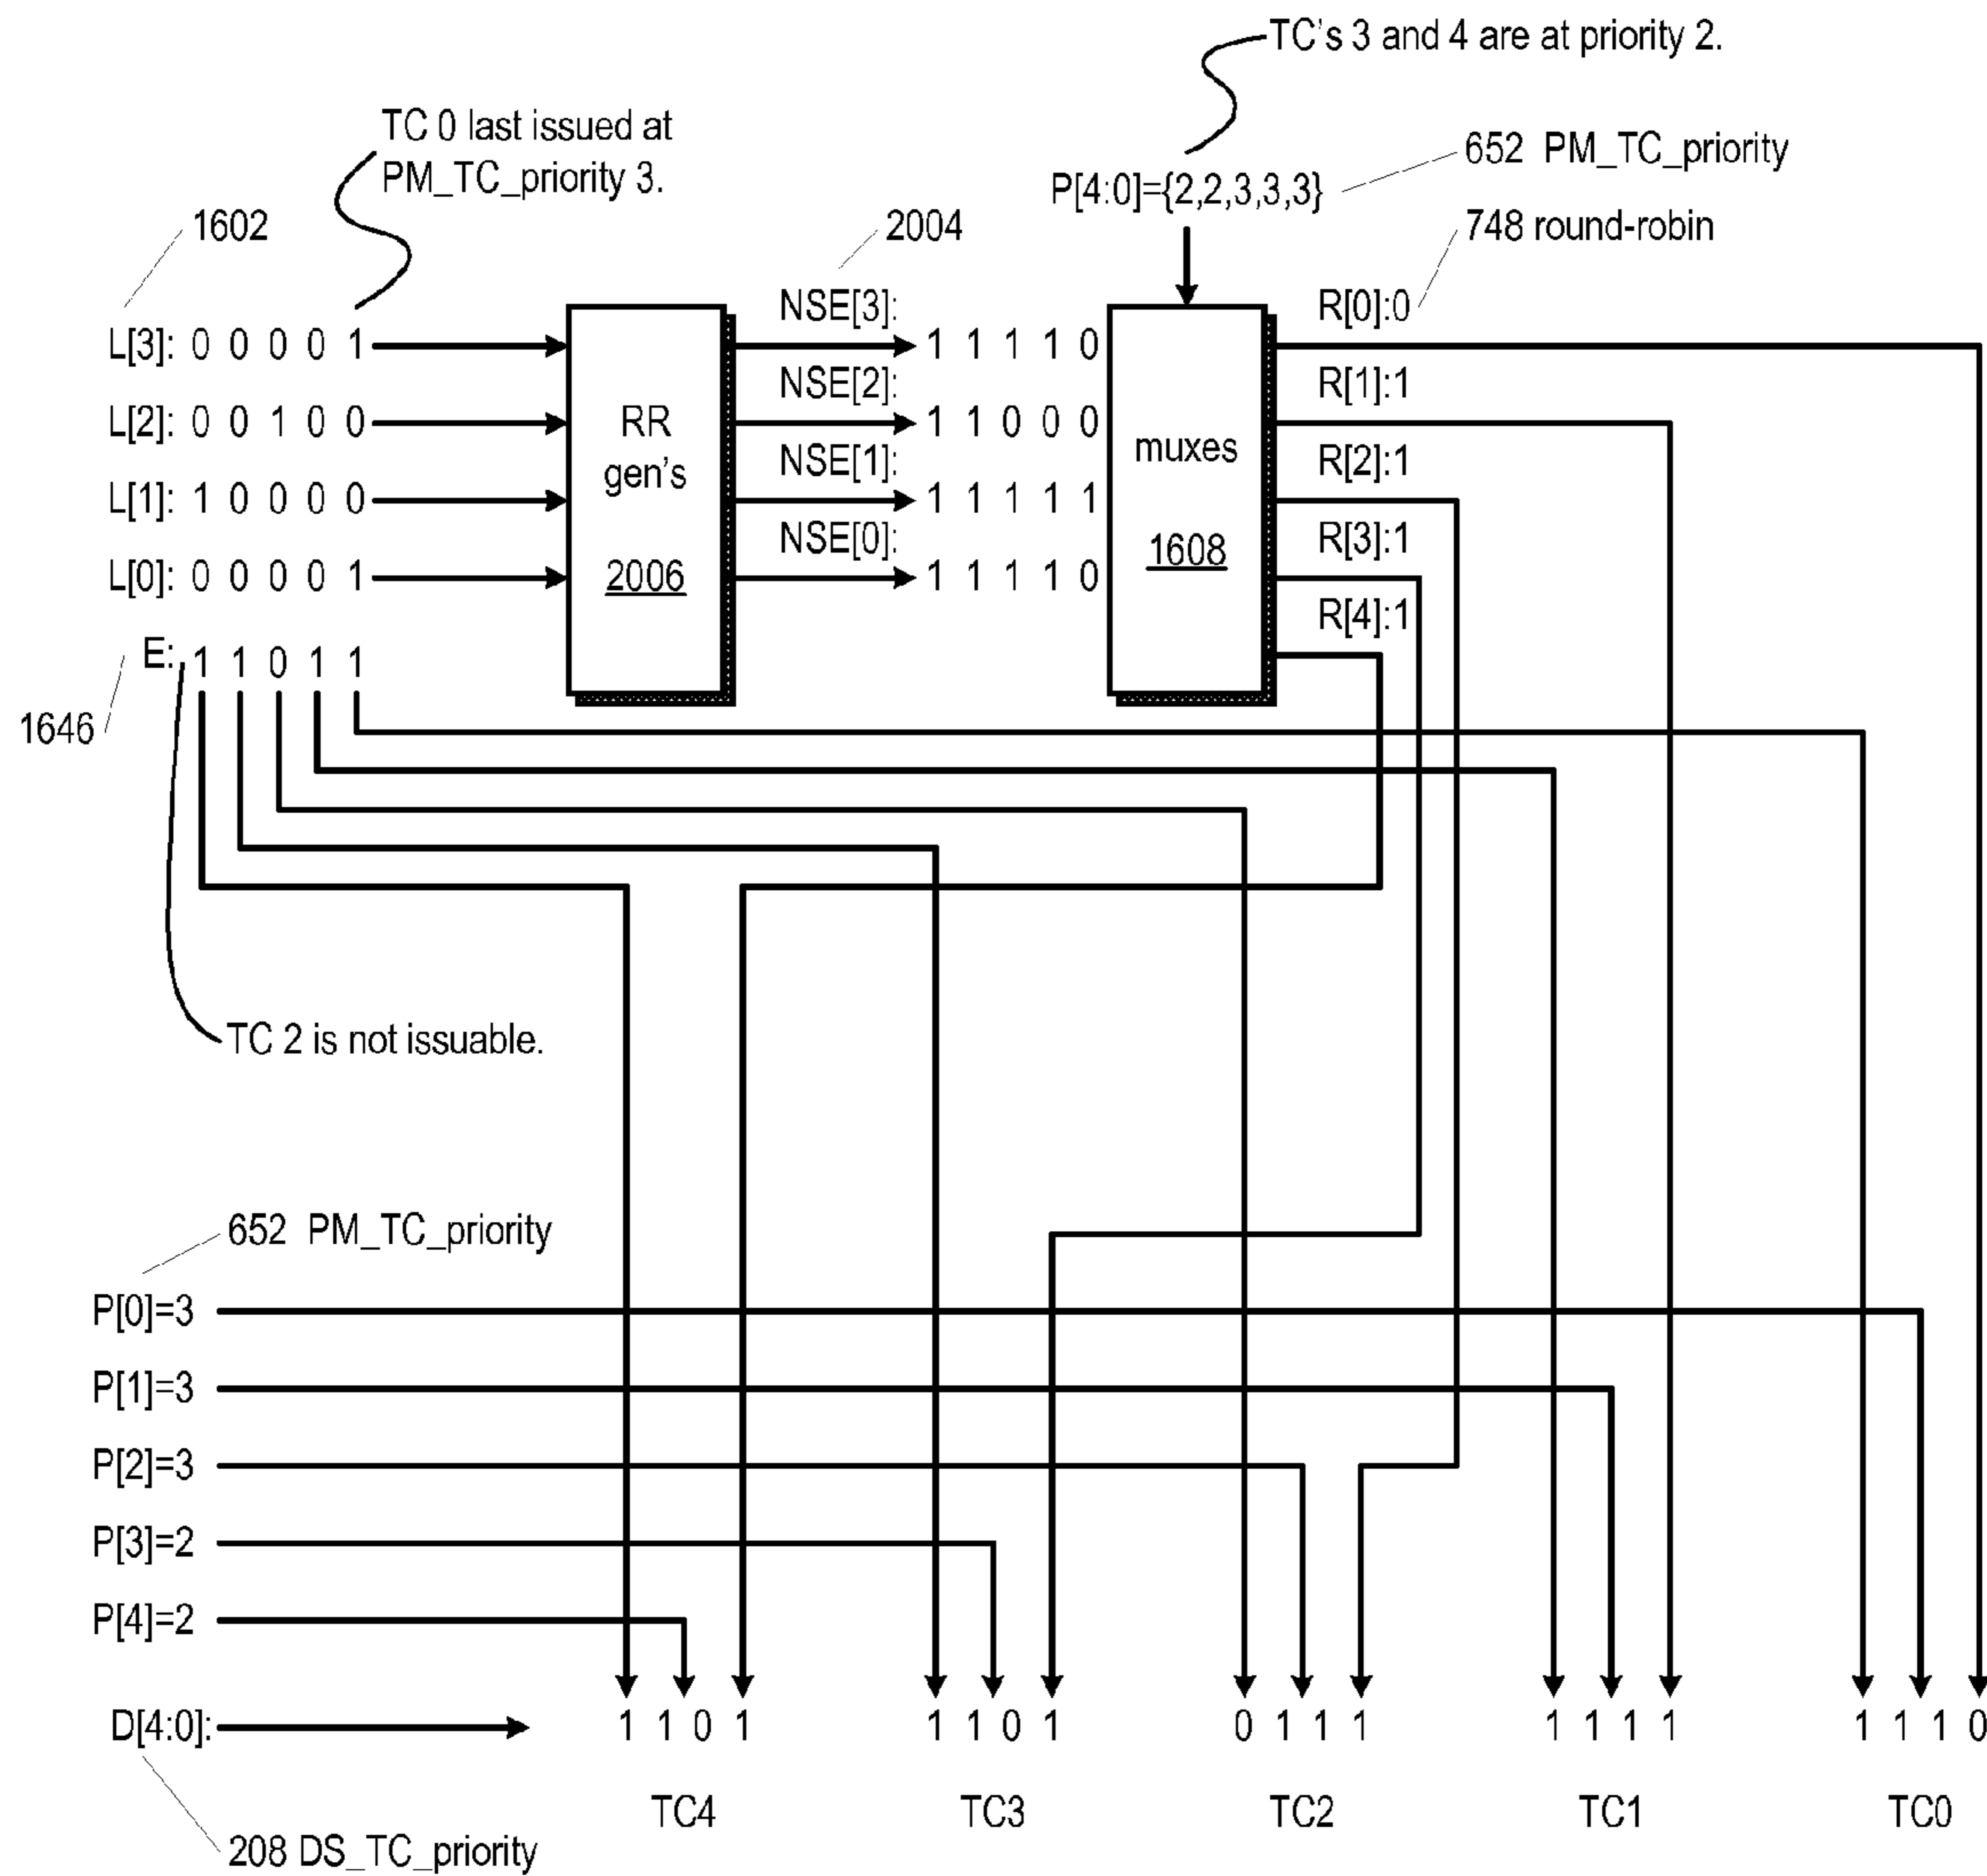 TC's 3 and 4 are at priority 2.
TC 0 last issued at
PM_TC_priority 3.
652 PM_TC_priority
P[4:0]={2,2,3,3,3}
1602
2004
748 round-robin
NSE[3]:
R[0]:0
L[3]: 0 0 0 0 1
1 1 1 1 0
NSE[2]:
R[1]:1
L[2]: 0 0 1 0 0
RR
gen's
2006
1 1 0 0 0
muxes
1608
NSE[1]:
R[2]:1
L[1]: 1 0 0 0 0
1 1 1 1 1
NSE[0]:
R[3]:1
L[0]: 0 0 0 0 1
1 1 1 1 0
R[4]:1
E: 1 1 0 1 1
1646
TC 2 is not issuable.
652 PM_TC_priority
P[0]=3
P[1]=3
P[2]=3
P[3]=2
P[4]=2
D[4:0]: 1 1 0 1 1 1 0 1 0 1 1 1 1 1 1 1 1 1 1 0
TC4 TC3 TC2 TC1 TC0
208 DS_TC_priority